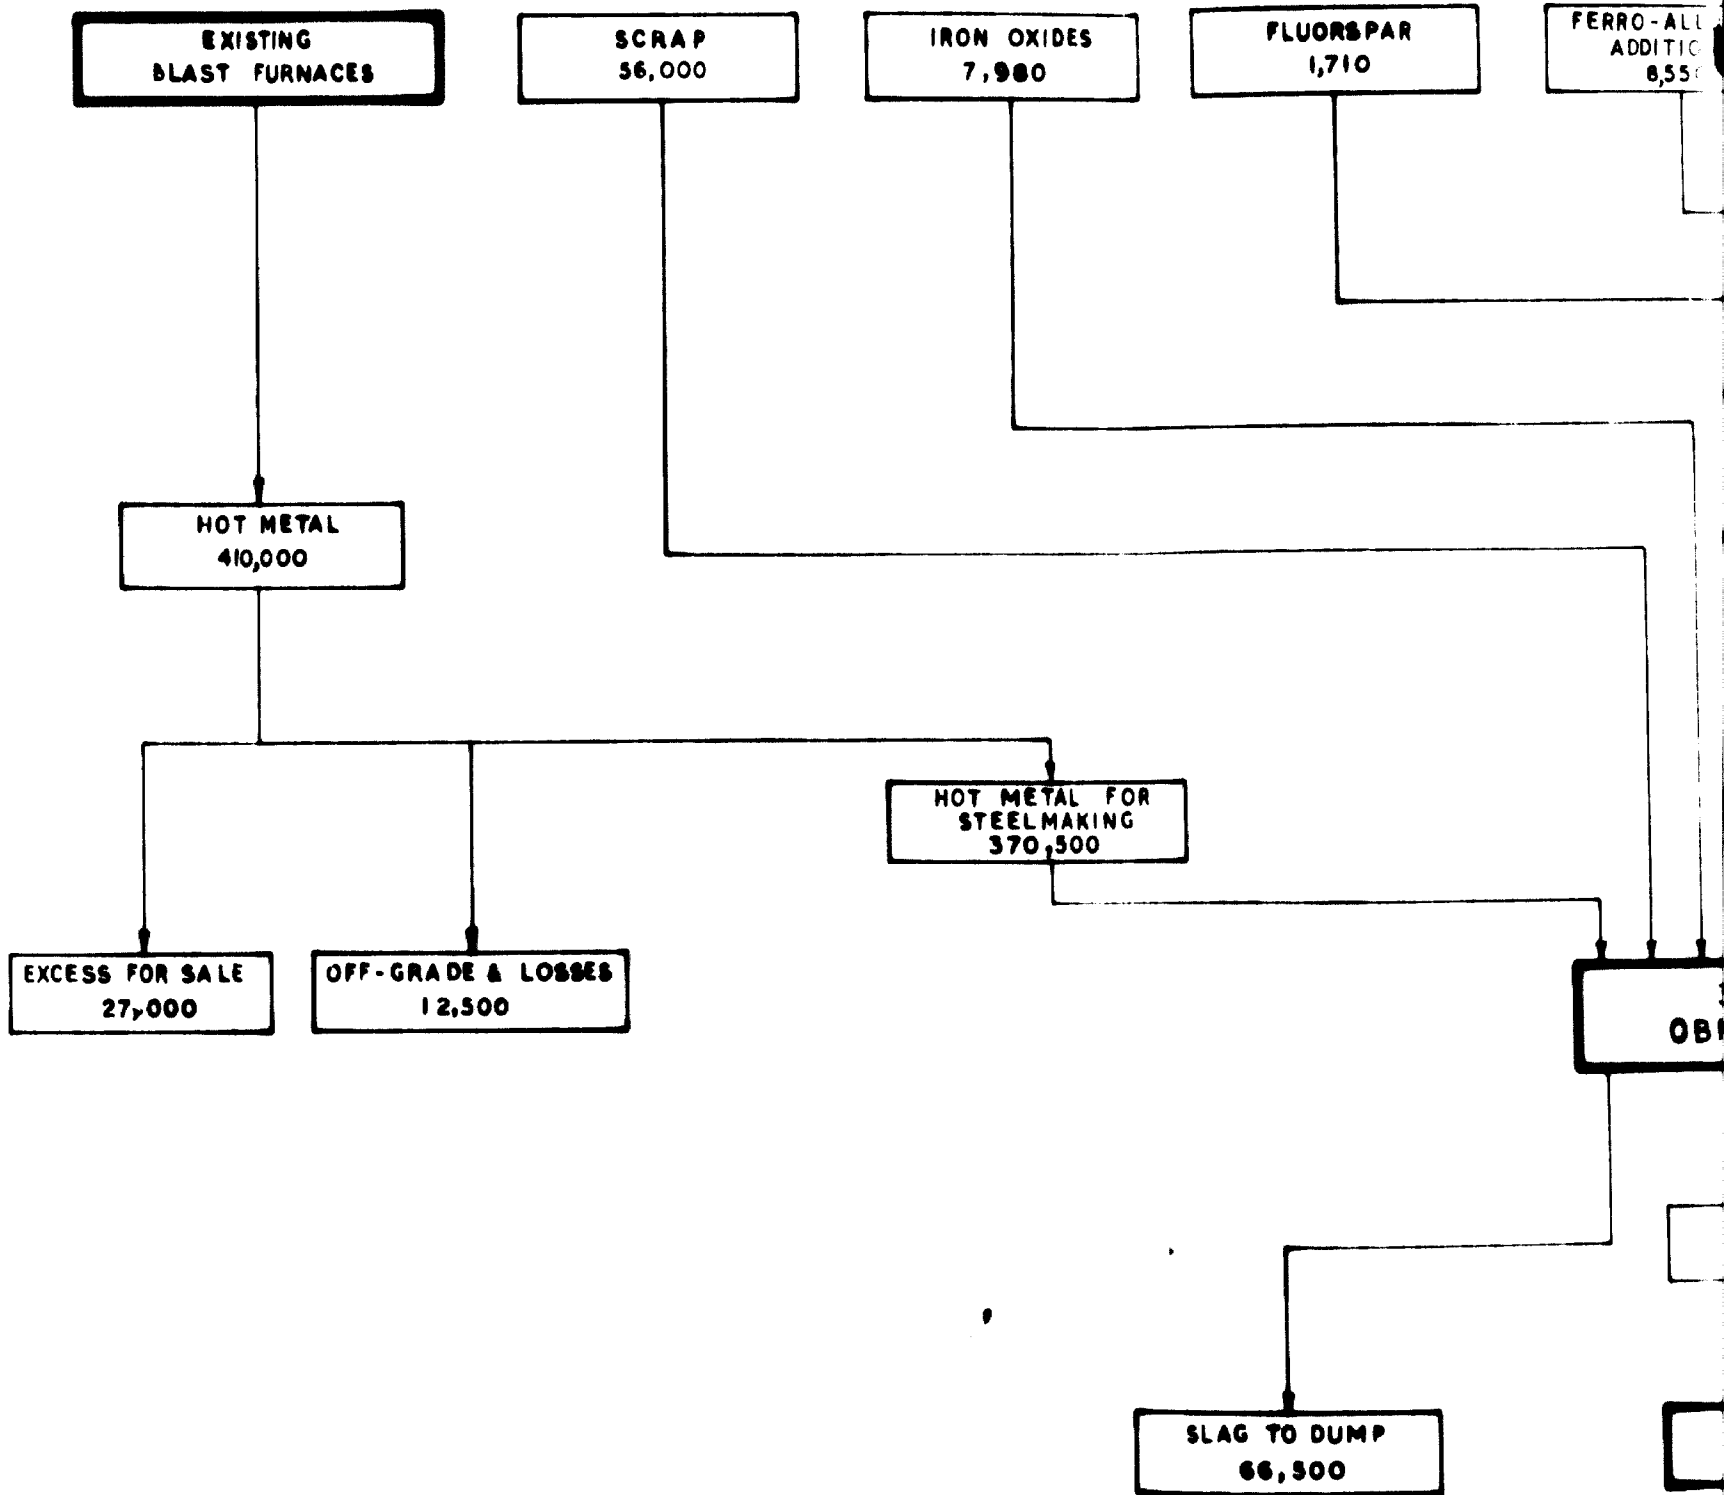 EXISTING
BLAST FURNACES
SCRAP
56,000
IRON OXIDES
7,980
FLUORSPAR
1,710
HOT METAL
410,000
HOT METAL FOR
STEELMAKING
370,500
EXCESS FOR SALE
27,000
OFF-GRADE & LOSSES
12,500
SLAG TO DUMP
66,500